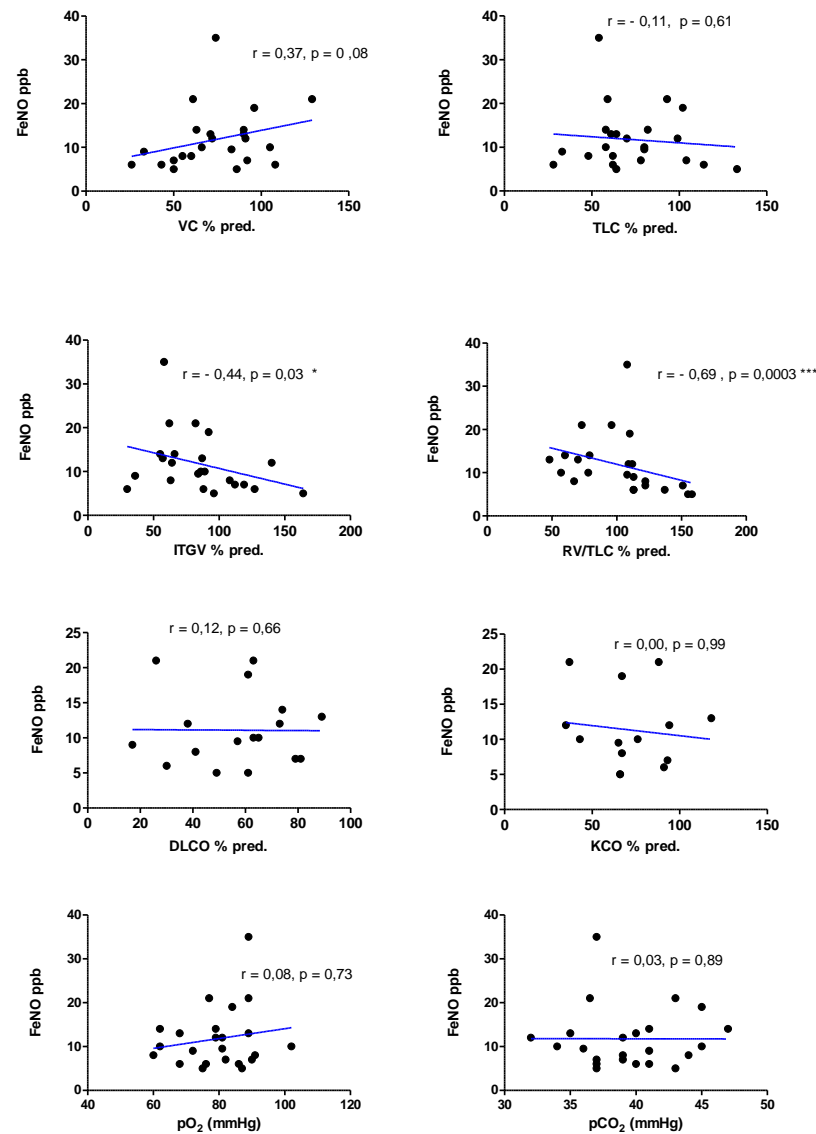 40
30
20
10
0
FeNO ppb
r = 0,37, p = 0 ,08
0 50 100 150
VC % pred.
40
30
20
10
0
FeNO ppb
r = - 0,11, p = 0,61
0 50 100 150
TLC % pred.
40
30
20
10
0
FeNO ppb
r = - 0,44, p = 0,03 *
0 50 100 150 200
ITGV % pred.
40
30
20
10
0
FeNO ppb
r = - 0,69 , p = 0,0003 ***
0 50 100 150 200
RV/TLC % pred.
25
20
15
10
5
0
FeNO ppb
r = 0,12, p = 0,66
0 20 40 60 80 100
DLCO % pred.
25
20
15
10
5
0
FeNO ppb
r = 0,00, p = 0,99
0 50 100 150
KCO % pred.
40
30
20
10
0
FeNO ppb
r = 0,08, p = 0,73
40 60 80 100 120
pO₂ (mmHg)
40
30
20
10
0
FeNO ppb
r = 0,03, p = 0,89
30 35 40 45 50
pCO₂ (mmHg)